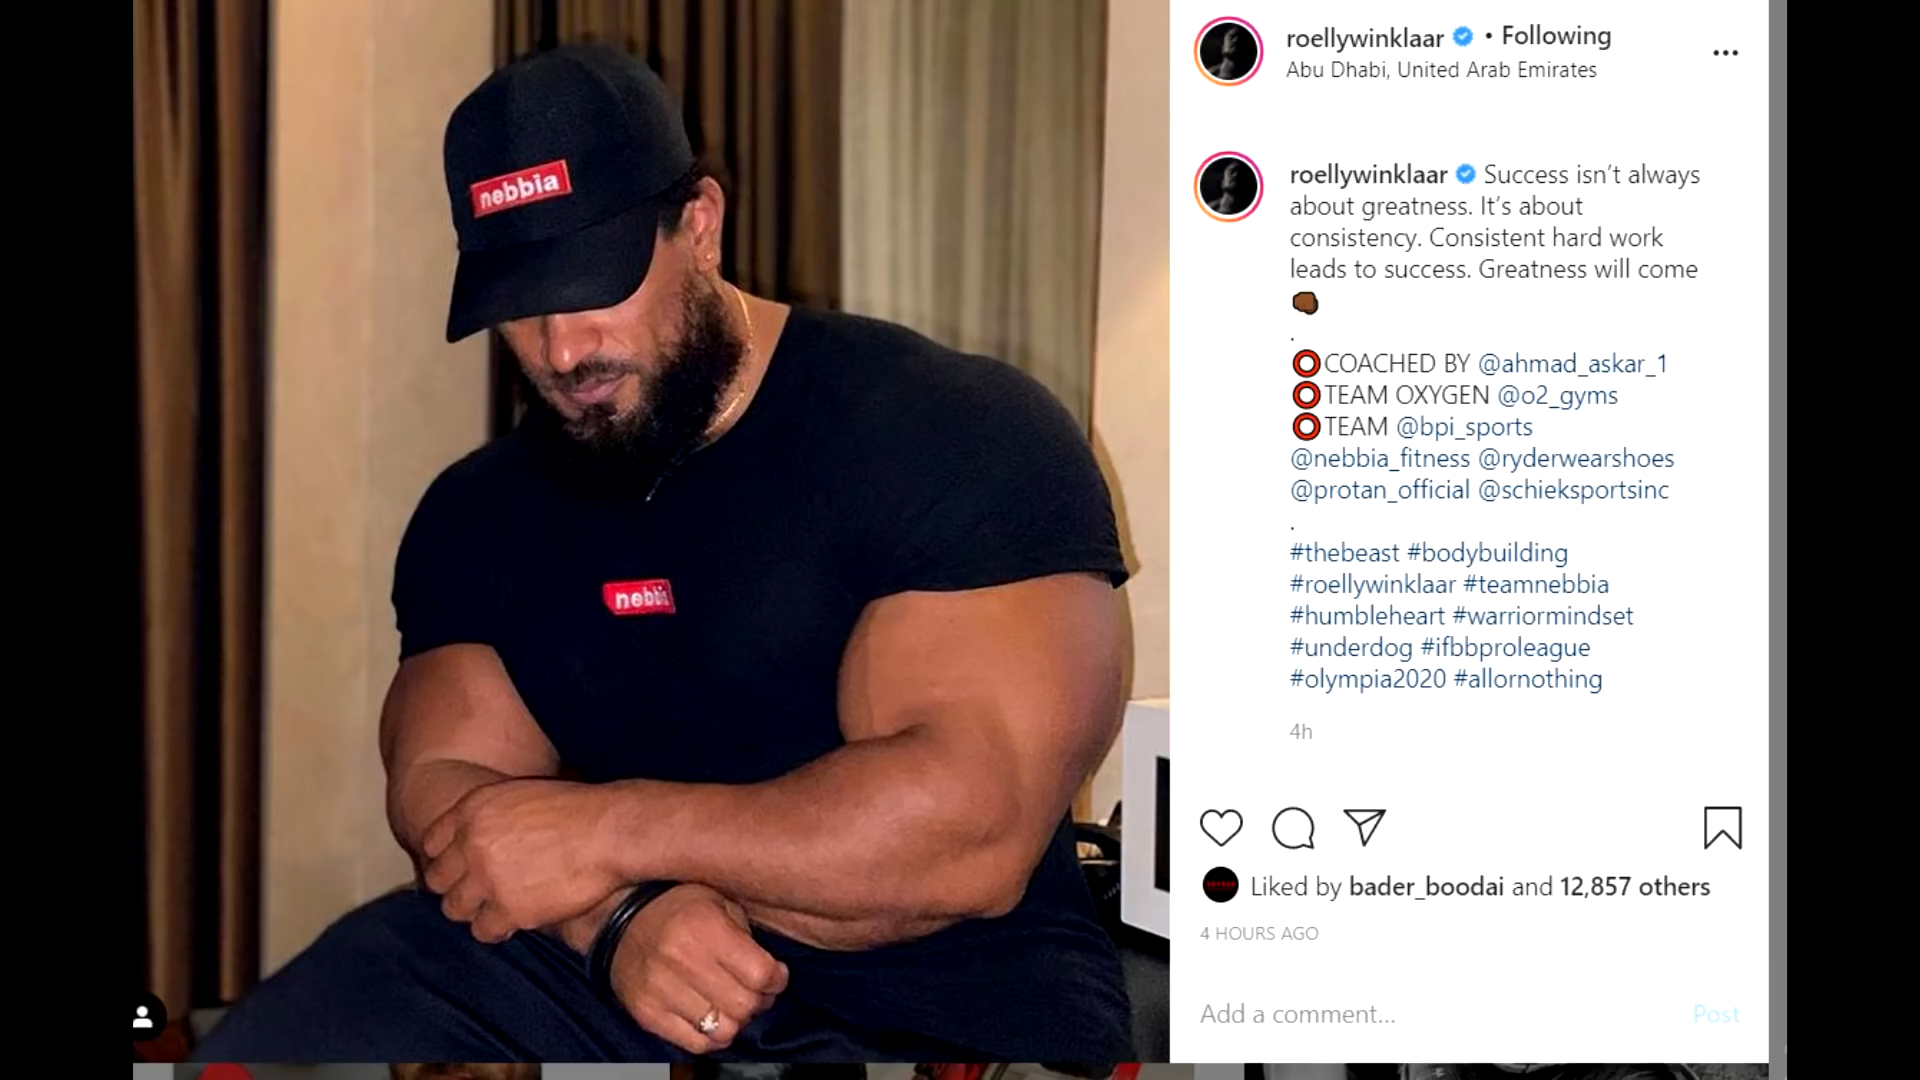 nebbia
nebbi
roellywinklaar • Following
Abu Dhabi, United Arab Emirates
roellywinklaar Success isn’t always
about greatness. It’s about
consistency. Consistent hard work
leads to success. Greatness will come
.
COACHED BY @ahmad_askar_1
TEAM OXYGEN @o2_gyms
TEAM @bpi_sports
@nebbia_fitness @ryderwearshoes
@protan_official @schieksportsinc
.
#thebeast #bodybuilding
#roellywinklaar #teamnebbia
#humbleheart #warriormindset
#underdog #ifbbproleague
#olympia2020 #allornothing
4h
Liked by bader_boodai and 12,857 others
4 HOURS AGO
Add a comment...
Post